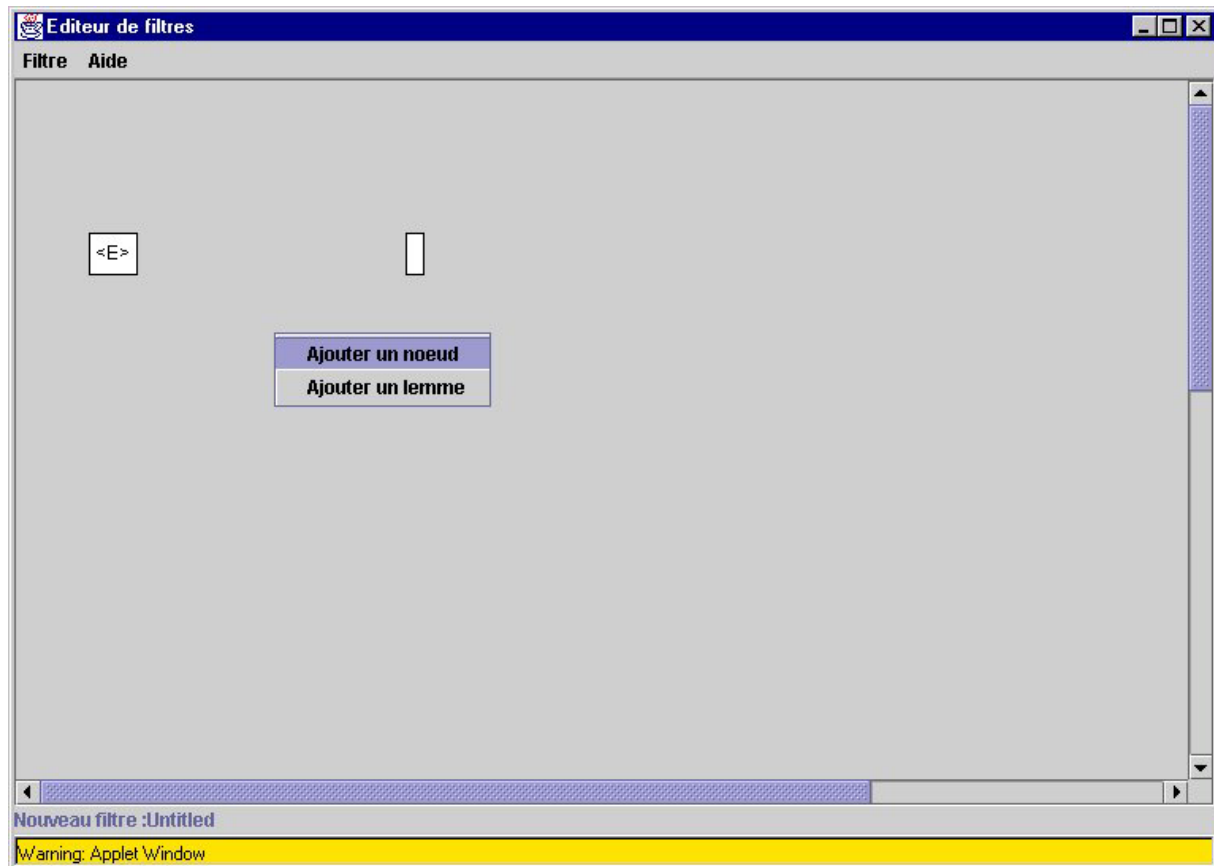 Editeur de filtres
Filtre Aide
<E>
Ajouter un noeud
Ajouter un lemme
Nouveau filtre :Untitled
Warning: Applet Window